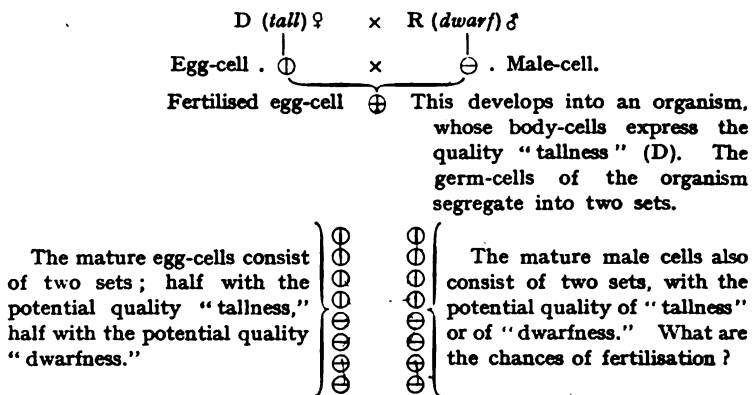 D (tall) ♀ × R (dwarf) ♂
Egg-cell . ⦶ × ⊖ . Male-cell.
Fertilised egg-cell ⊕ This develops into an organism,
whose body-cells express the
quality “tallness” (D). The
germ-cells of the organism
segregate into two sets.
The mature egg-cells consist
of two sets; half with the
potential quality “tallness,”
half with the potential quality
“dwarfness.”
The mature male cells also
consist of two sets, with the
potential quality of “tallness”
or of “dwarfness.” What are
the chances of fertilisation?